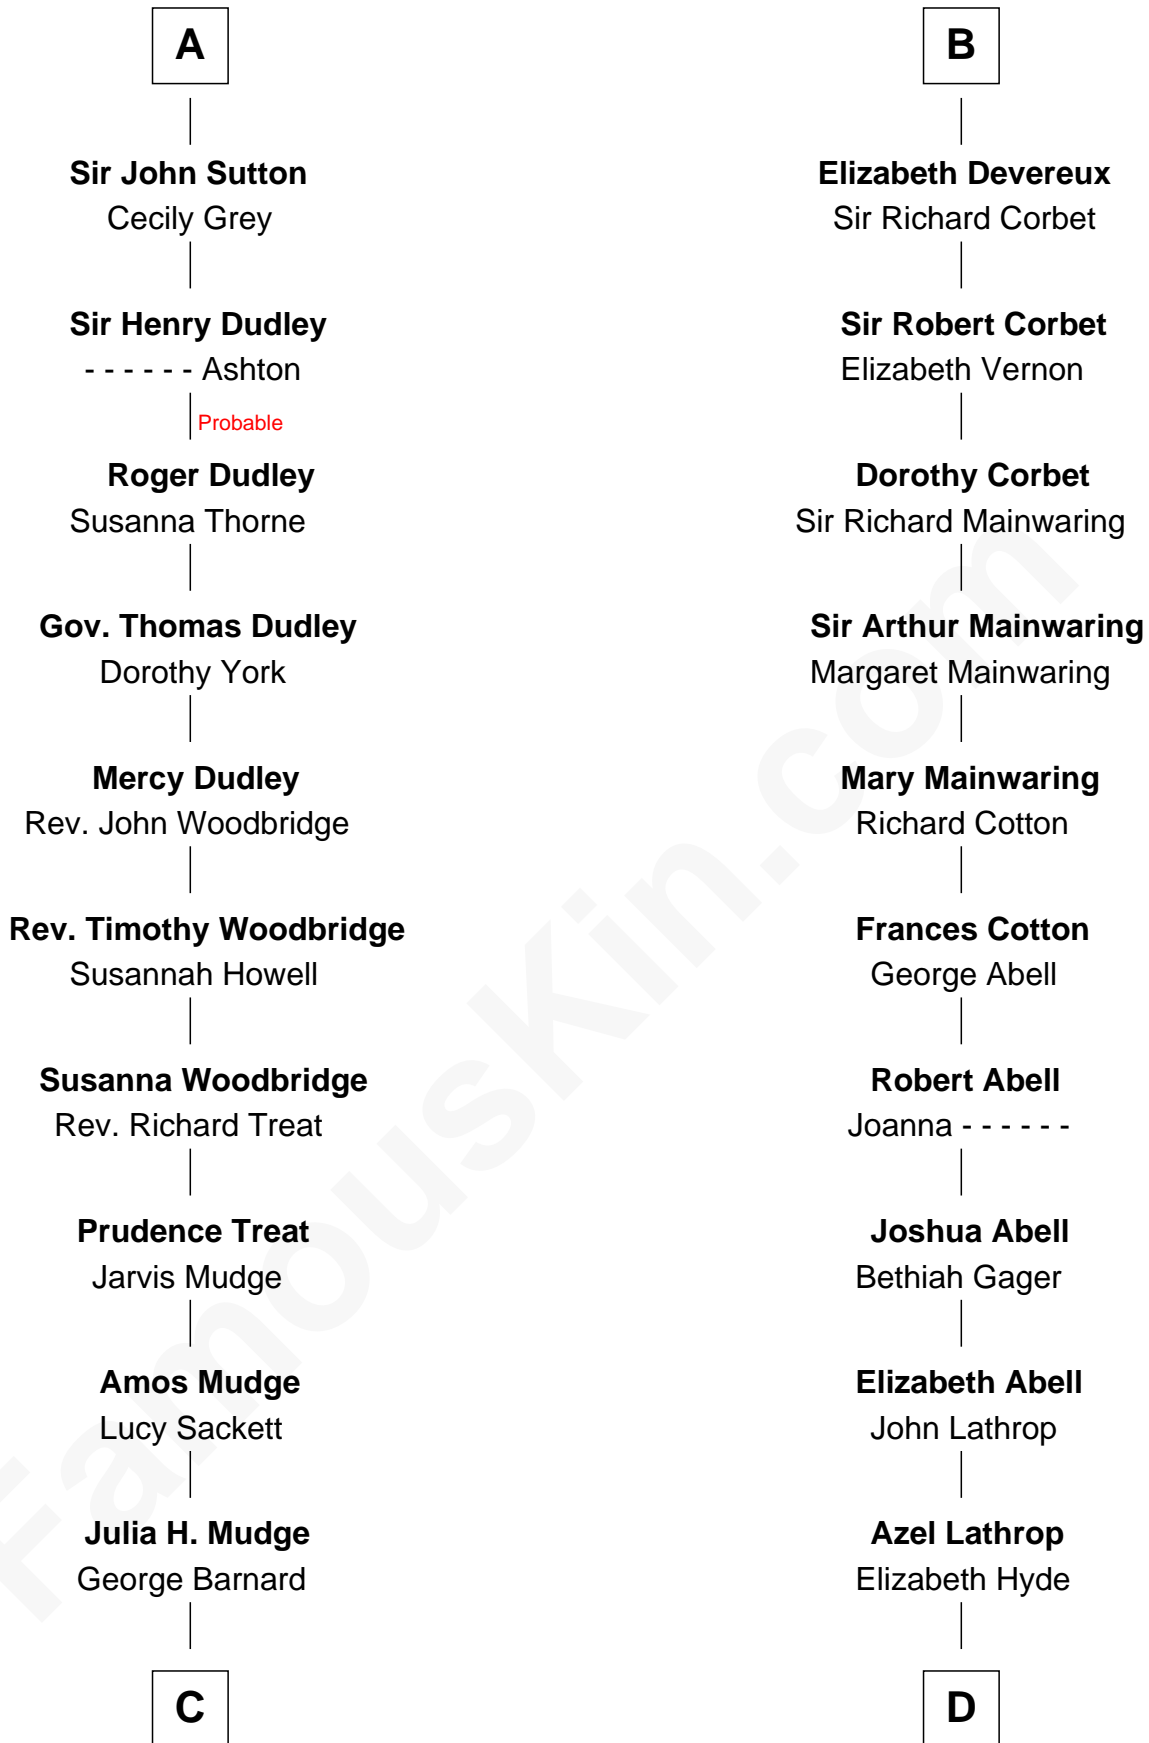 A
Sir John Sutton
Cecily Grey
Sir Henry Dudley
- - - - - - Ashton
Probable
Roger Dudley
Susanna Thorne
Gov. Thomas Dudley
Dorothy York
Mercy Dudley
Rev. John Woodbridge
Rev. Timothy Woodbridge
Susannah Howell
Susanna Woodbridge
Rev. Richard Treat
Prudence Treat
Jarvis Mudge
Amos Mudge
Lucy Sackett
Julia H. Mudge
George Barnard
C
B
Elizabeth Devereux
Sir Richard Corbet
Sir Robert Corbet
Elizabeth Vernon
Dorothy Corbet
Sir Richard Mainwaring
Sir Arthur Mainwaring
Margaret Mainwaring
Mary Mainwaring
Richard Cotton
Frances Cotton
George Abell
Robert Abell
Joanna - - - - - -
Joshua Abell
Bethiah Gager
Elizabeth Abell
John Lathrop
Azel Lathrop
Elizabeth Hyde
D
FamousKin.com